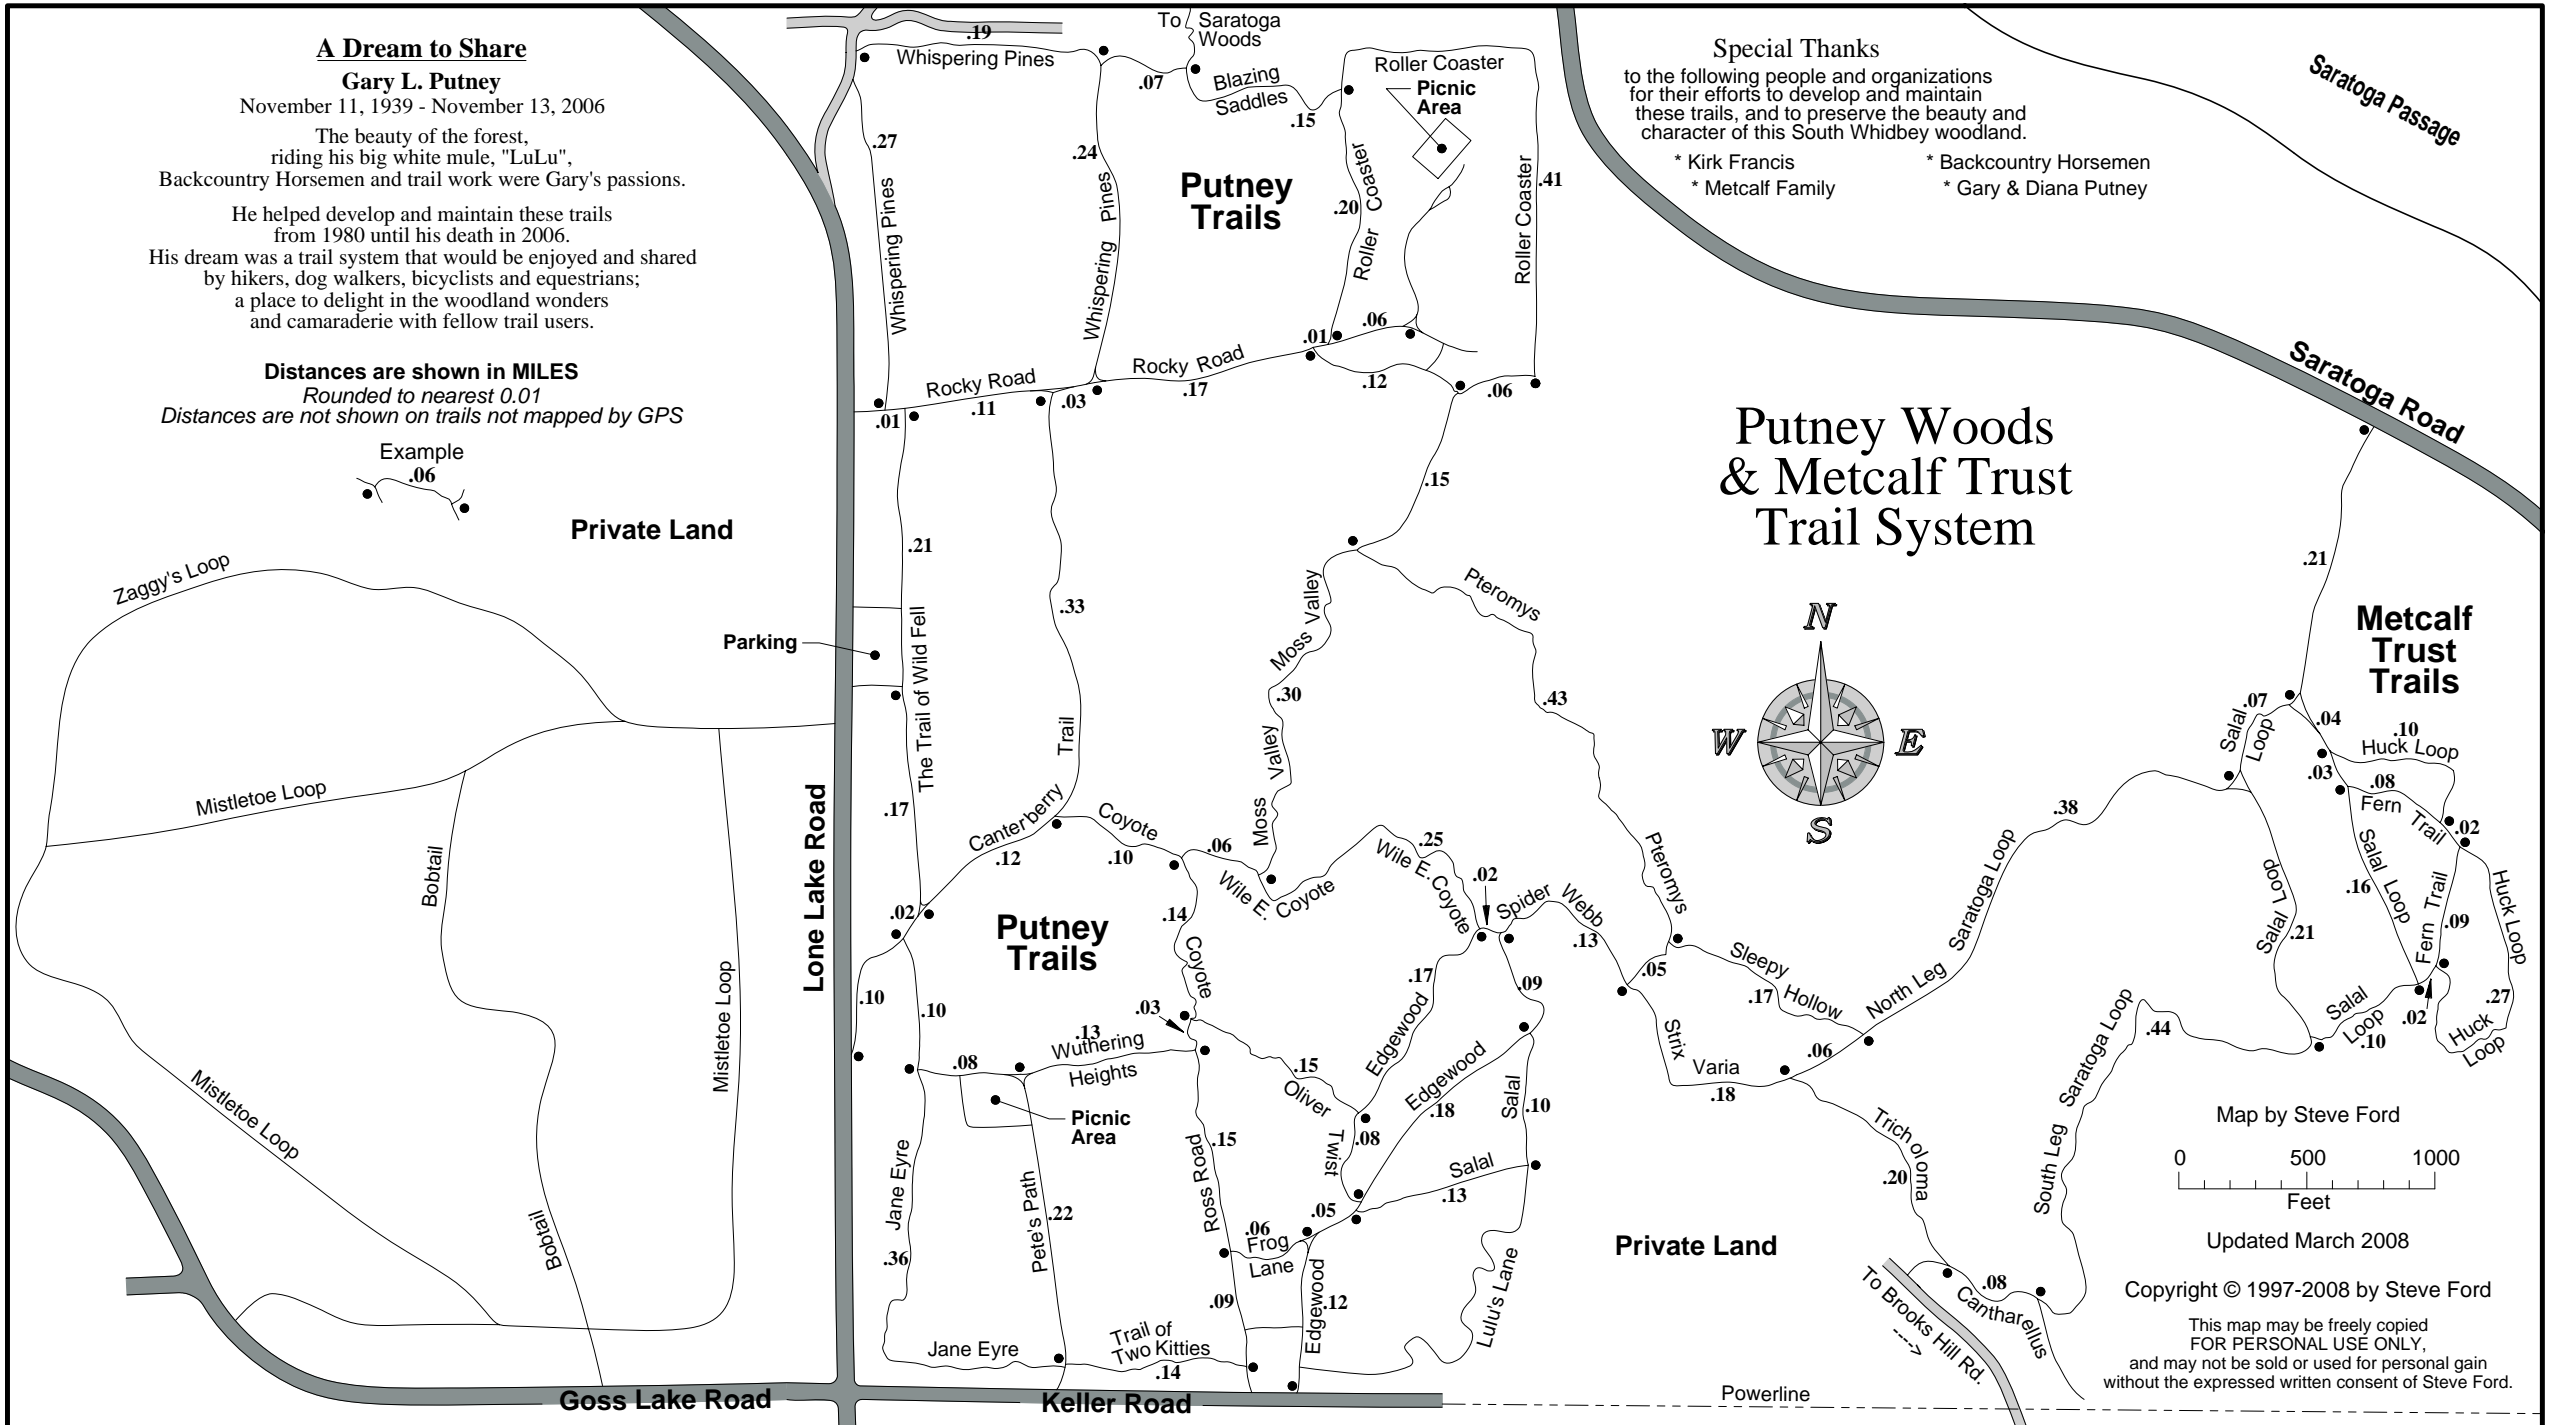 A Dream to Share
Gary L. Putney
November 11, 1939 - November 13, 2006
The beauty of the forest,
riding his big white mule, "LuLu",
Backcountry Horsemen and trail work were Gary's passions.
He helped develop and maintain these trails
from 1980 until his death in 2006.
His dream was a trail system that would be enjoyed and shared
by hikers, dog walkers, bicyclists and equestrians;
a place to delight in the woodland wonders
and camaraderie with fellow trail users.
Distances are shown in MILES
Rounded to nearest 0.01
Distances are not shown on trails not mapped by GPS
Example
.06
Private Land
Zaggy's Loop
Mistletoe Loop
Bobtail
Mistletoe Loop
Mistletoe Loop
Bobtail
Parking
Lone Lake Road
Goss Lake Road
Keller Road
.19
Whispering Pines
To Saratoga
Woods
.07
Blazing
Saddles
.15
Roller Coaster
Picnic
Area
.27
Whispering Pines
.24
Whispering Pines
Putney
Trails
.20
Roller Coaster
Roller Coaster
.41
.01
.06
.12
.06
Rocky Road
.17
Rocky Road
.11
.03
.01
.15
.21
.33
The Trail of Wild Fell
.17
Canterberry
Trail
.12
Coyote
.10
.06
Moss Valley
.30
Moss Valley
Pteromys
.43
Pteromys
Wile E.
Coyote
Wile E. Coyote
.25
.02
Spider Webb
.13
.05
.02
.10
.10
Putney
Trails
.14
Coyote
.03
.13
Wuthering
Heights
.08
Picnic
Area
.15
Oliver
Twist
.08
.17
Edgewood
Edgewood
.18
.09
Salal
.10
Salal
.13
.05
.06
Frog
Lane
.15
Ross Road
.09
Pete's Path
.22
Jane Eyre
.36
Jane Eyre
Trail of
Two Kitties
.14
Edgewood
.12
Lulu's Lane
Strix
Varia
.18
Sleepy
Hollow
.17
.06
North Leg
Saratoga Loop
.38
Tricholoma
.20
.08
Cantharellus
To Brooks Hill Rd.
---->
South Leg
Saratoga Loop
.44
Private Land
Powerline
Special Thanks
to the following people and organizations
for their efforts to develop and maintain
these trails, and to preserve the beauty and
character of this South Whidbey woodland.
* Kirk Francis
* Backcountry Horsemen
* Metcalf Family
* Gary & Diana Putney
Saratoga Passage
Saratoga Road
Putney Woods
& Metcalf Trust
Trail System
N
W
E
S
.21
Metcalf
Trust
Trails
.07
Salal
Loop
.04
.10
Huck Loop
.03
.08
Fern
Trail
.02
Salal Loop
.16
Salal Loop
.21
Fern Trail
.09
Huck Loop
.27
Salal
Loop
.10
.02
Huck
Loop
Map by Steve Ford
0 500 1000
Feet
Updated March 2008
Copyright © 1997-2008 by Steve Ford
This map may be freely copied
FOR PERSONAL USE ONLY,
and may not be sold or used for personal gain
without the expressed written consent of Steve Ford.